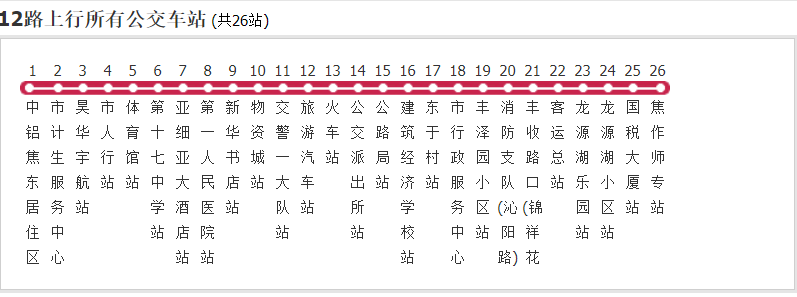 12路上行所有公交车站 (共26站)
1 2 3 4 5 6 7 8 9 10 11 12 13 14 15 16 17 18 19 20 21 22 23 24 25 26
中铝焦东居住区
市计生服务中心
昊华宇航站
市人行站
体育馆站
第十七中学站
亚细亚大酒店站
第一人民医院站
新华书店站
物资城站
交警一大队站
旅游汽车站
火车站
公交派出所站
公路局站
建筑经济学校站
东于村站
市行政服务中心
丰泽园小区站
消防支队(沁阳路)
丰收路口(锦祥花
客运总站
龙源湖乐园站
龙源湖小区站
国税大厦站
焦作师专站